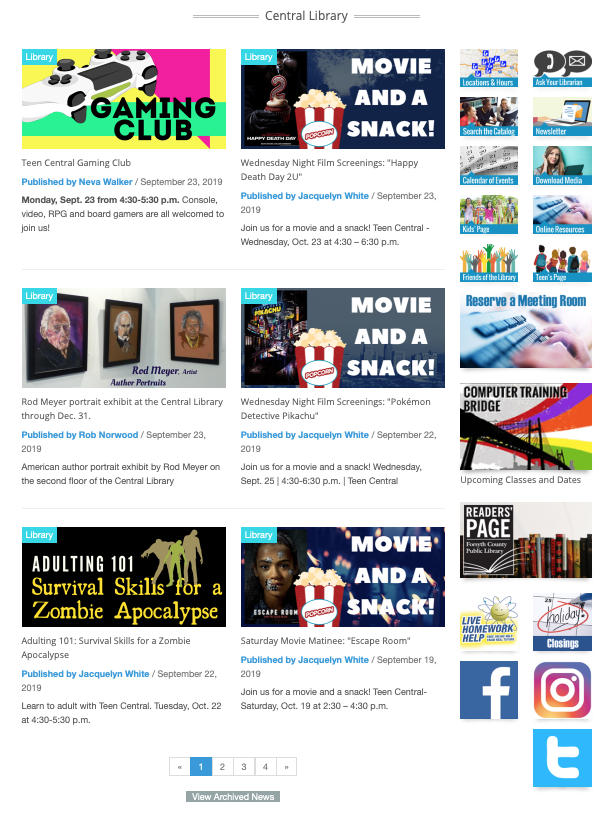 Central Library
Library
GAMING
CLUB
Teen Central Gaming Club
Published by Neva Walker / September 23, 2019
Monday, Sept. 23 from 4:30-5:30 p.m. Console,
video, RPG and board gamers are all welcomed to
join us!
Library
2
HAPPY DEATH DAY
POPCORN
MOVIE
AND A
SNACK!
Wednesday Night Film Screenings: "Happy
Death Day 2U"
Published by Jacquelyn White / September 23,
2019
Join us for a movie and a snack! Teen Central -
Wednesday, Oct. 23 at 4:30 – 6:30 p.m.
Library
Rod Meyer, Artist
Author Portraits
Rod Meyer portrait exhibit at the Central Library
through Dec. 31.
Published by Rob Norwood / September 23,
2019
American author portrait exhibit by Rod Meyer on
the second floor of the Central Library
Library
PIKACHU
POPCORN
MOVIE
AND A
SNACK!
Wednesday Night Film Screenings: "Pokémon
Detective Pikachu"
Published by Jacquelyn White / September 22,
2019
Join us for a movie and a snack! Wednesday,
Sept. 25 | 4:30-6:30 p.m. | Teen Central
Library
ADULTING 101
Survival Skills for a
Zombie Apocalypse
Adulting 101: Survival Skills for a Zombie
Apocalypse
Published by Jacquelyn White / September 22,
2019
Learn to adult with Teen Central. Tuesday, Oct. 22
at 4:30-5:30 p.m.
Library
ESCAPE ROOM
POPCORN
MOVIE
AND A
SNACK!
Saturday Movie Matinee: "Escape Room"
Published by Jacquelyn White / September 19,
2019
Join us for a movie and a snack! Teen Central-
Saturday, Oct. 19 at 2:30 – 4:30 p.m.
« 1 2 3 4 »
View Archived News
Locations & Hours
Ask Your Librarian
Search the Catalog
Newsletter
Calendar of Events
Download Media
Kids' Page
Online Resources
Friends of the Library
Teen's Page
Reserve a Meeting Room
COMPUTER TRAINING
BRIDGE
Upcoming Classes and Dates
READERS'
PAGE
Forsyth County
Public Library
LIVE
HOMEWORK
HELP
holiday
Closings